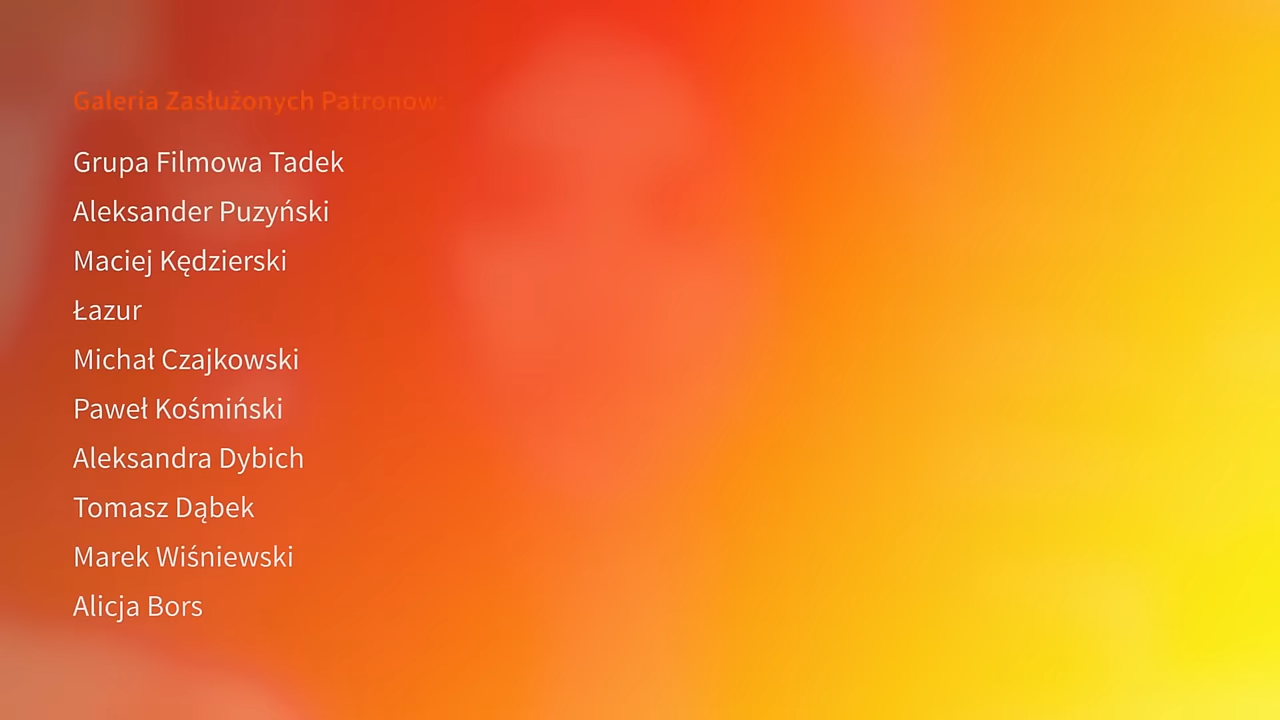 Galeria Zasłużonych Patronow:
Grupa Filmowa Tadek
Aleksander Puzyński
Maciej Kędzierski
Łazur
Michał Czajkowski
Paweł Kośmiński
Aleksandra Dybich
Tomasz Dąbek
Marek Wiśniewski
Alicja Bors